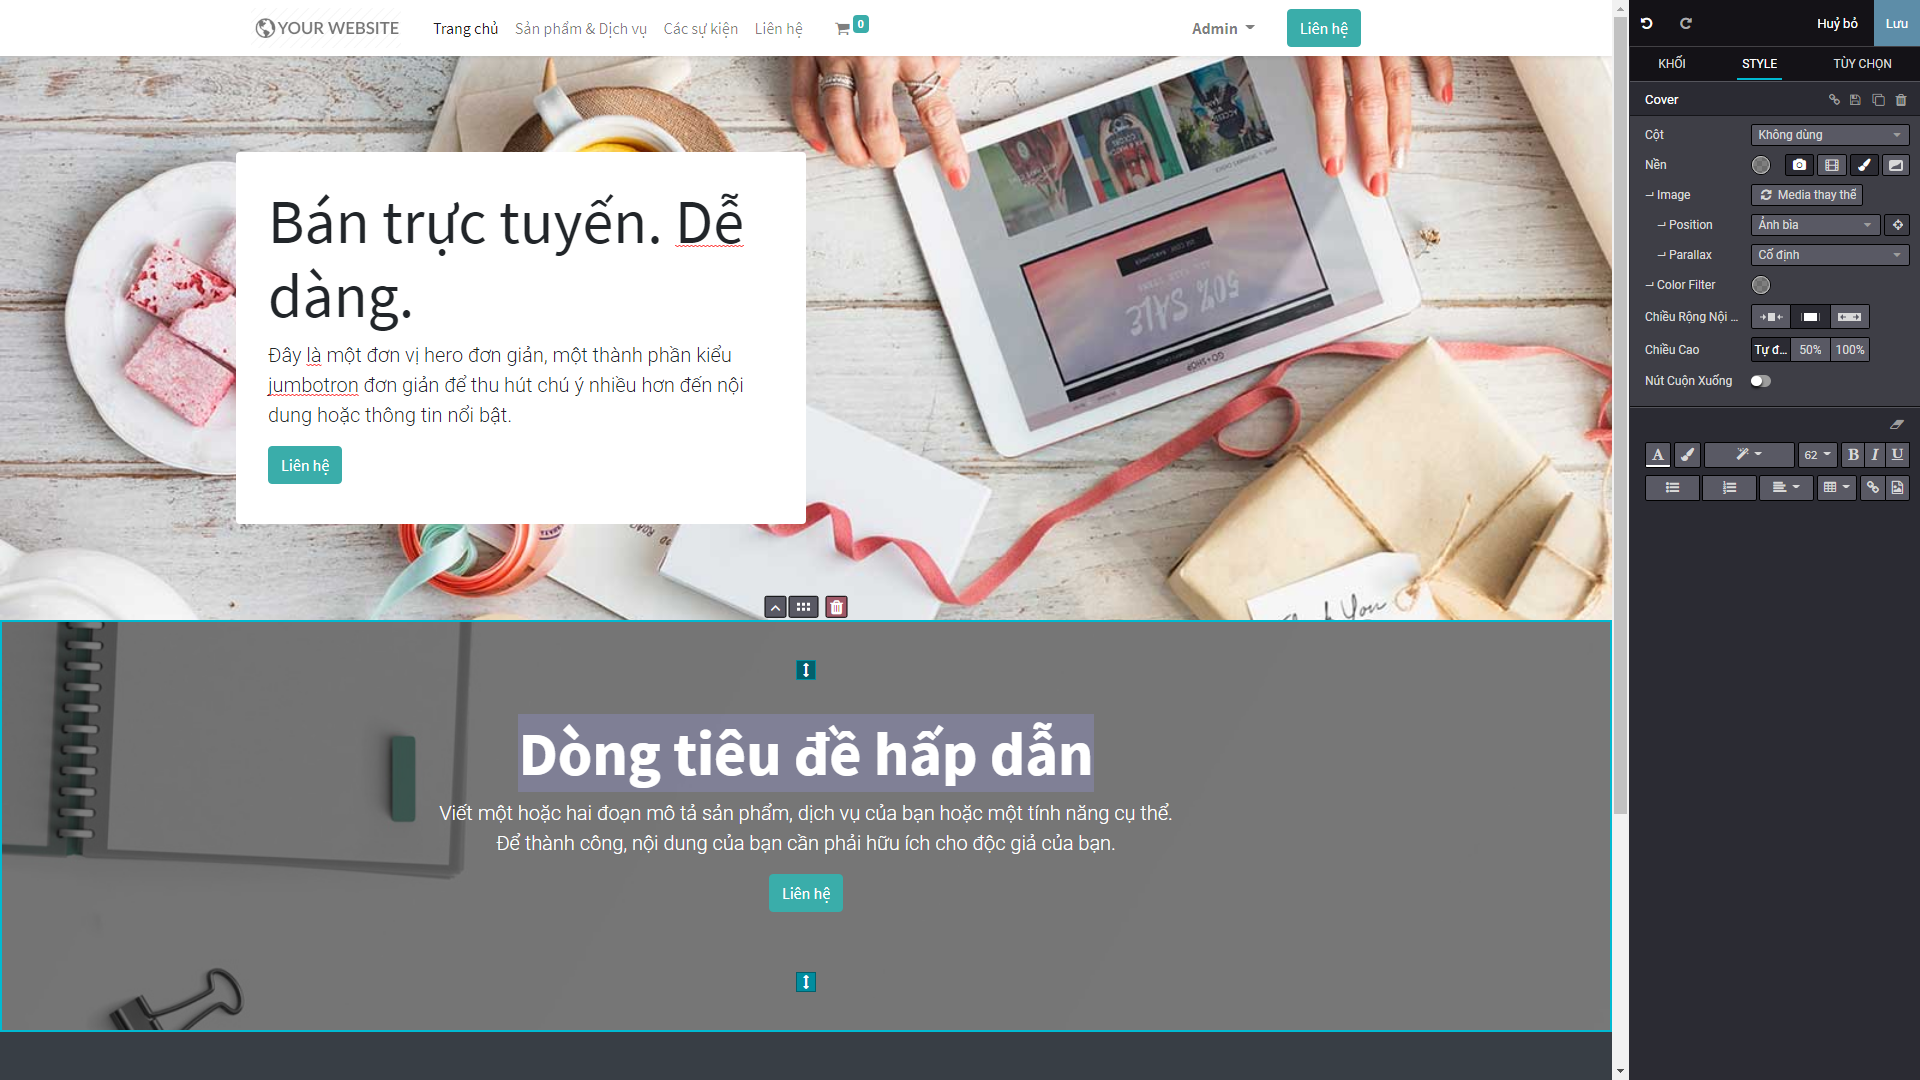 YOUR WEBSITE
Trang chủ
Sản phẩm & Dịch vụ
Các sự kiện
Liên hệ
0
Admin
Liên hệ
Bán trực tuyến. Dễ
dàng.
Đây là một đơn vị hero đơn giản, một thành phần kiểu
jumbotron đơn giản để thu hút chú ý nhiều hơn đến nội
dung hoặc thông tin nổi bật.
Liên hệ
50% SALE
GO•SHOP
Thank You
Dòng tiêu đề hấp dẫn
Viết một hoặc hai đoạn mô tả sản phẩm, dịch vụ của bạn hoặc một tính năng cụ thể.
Để thành công, nội dung của bạn cần phải hữu ích cho độc giả của bạn.
Liên hệ
Huỷ bỏ
Lưu
KHỐI
STYLE
TÙY CHỌN
Cover
Cột
Không dùng
Nền
Image
Media thay thế
Position
Ảnh bìa
Parallax
Cố định
Color Filter
Chiều Rộng Nội ...
Chiều Cao
Tự đ...
50%
100%
Nút Cuộn Xuống
A
62
B
I
U